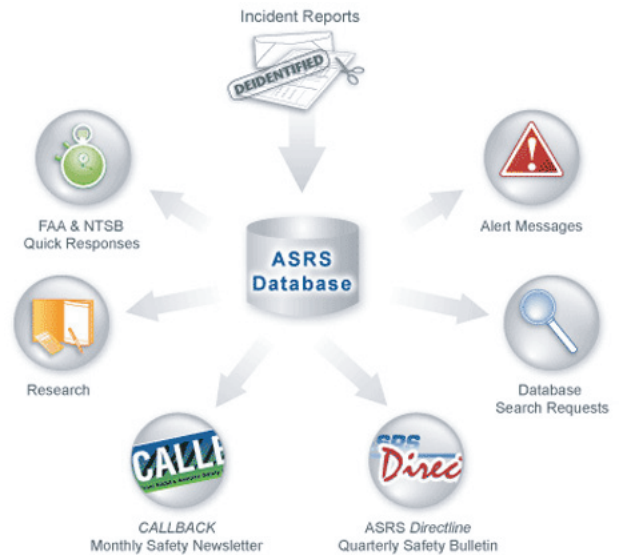 Incident Reports
DEIDENTIFIED
FAA & NTSB
Quick Responses
Alert Messages
ASRS
Database
Research
Database
Search Requests
CALLB
SRS
Direc
CALLBACK
Monthly Safety Newsletter
ASRS Directline
Quarterly Safety Bulletin